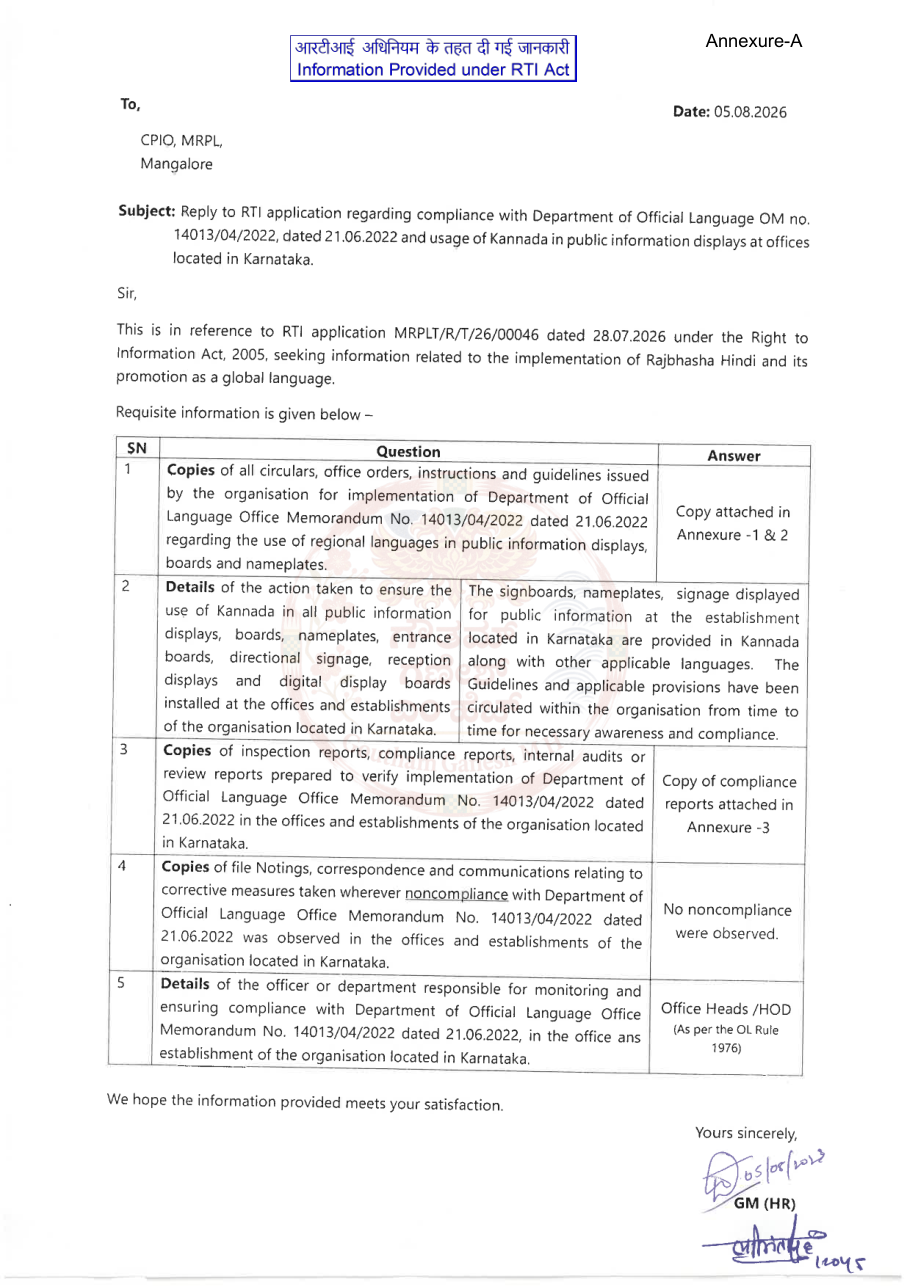 Annexure-A
आरटीआई अधिनियम के तहत दी गई जानकारी
Information Provided under RTI Act
To,
Date: 05.08.2026
CPIO, MRPL,
Mangalore
Subject: Reply to RTI application regarding compliance with Department of Official Language OM no.
14013/04/2022, dated 21.06.2022 and usage of Kannada in public information displays at offices
located in Karnataka.
Sir,
This is in reference to RTI application MRPLT/R/T/26/00046 dated 28.07.2026 under the Right to
Information Act, 2005, seeking information related to the implementation of Rajbhasha Hindi and its
promotion as a global language.
Requisite information is given below –
SN Question Answer
1 Copies of all circulars, office orders, instructions and guidelines issued
by the organisation for implementation of Department of Official
Language Office Memorandum No. 14013/04/2022 dated 21.06.2022
regarding the use of regional languages in public information displays,
boards and nameplates.
Copy attached in
Annexure -1 & 2
2 Details of the action taken to ensure the
use of Kannada in all public information
displays, boards, nameplates, entrance
boards, directional signage, reception
displays and digital display boards
installed at the offices and establishments
of the organisation located in Karnataka.
The signboards, nameplates, signage displayed
for public information at the establishment
located in Karnataka are provided in Kannada
along with other applicable languages. The
Guidelines and applicable provisions have been
circulated within the organisation from time to
time for necessary awareness and compliance.
3 Copies of inspection reports, compliance reports, internal audits or
review reports prepared to verify implementation of Department of
Official Language Office Memorandum No. 14013/04/2022 dated
21.06.2022 in the offices and establishments of the organisation located
in Karnataka.
Copy of compliance
reports attached in
Annexure -3
4 Copies of file Notings, correspondence and communications relating to
corrective measures taken wherever noncompliance with Department of
Official Language Office Memorandum No. 14013/04/2022 dated
21.06.2022 was observed in the offices and establishments of the
organisation located in Karnataka.
No noncompliance
were observed.
5 Details of the officer or department responsible for monitoring and
ensuring compliance with Department of Official Language Office
Memorandum No. 14013/04/2022 dated 21.06.2022, in the office ans
establishment of the organisation located in Karnataka.
Office Heads /HOD
(As per the OL Rule
1976)
We hope the information provided meets your satisfaction.
Yours sincerely,
GM (HR)